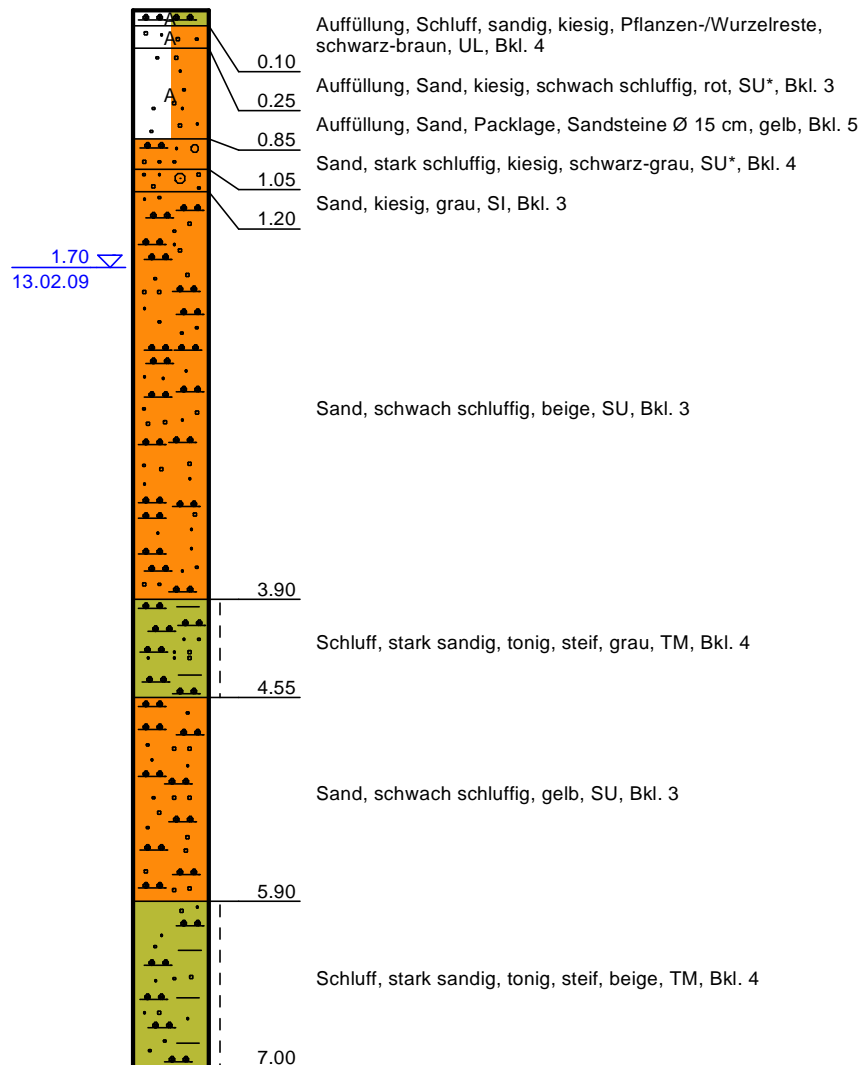 A
Auffüllung, Schluff, sandig, kiesig, Pflanzen-/Wurzelreste,
schwarz-braun, UL, Bkl. 4
A
0.10
Auffüllung, Sand, kiesig, schwach schluffig, rot, SU*, Bkl. 3
A
0.25
Auffüllung, Sand, Packlage, Sandsteine Ø 15 cm, gelb, Bkl. 5
0.85
Sand, stark schluffig, kiesig, schwarz-grau, SU*, Bkl. 4
1.05
Sand, kiesig, grau, SI, Bkl. 3
1.20
1.70
13.02.09
Sand, schwach schluffig, beige, SU, Bkl. 3
3.90
Schluff, stark sandig, tonig, steif, grau, TM, Bkl. 4
4.55
Sand, schwach schluffig, gelb, SU, Bkl. 3
5.90
Schluff, stark sandig, tonig, steif, beige, TM, Bkl. 4
7.00